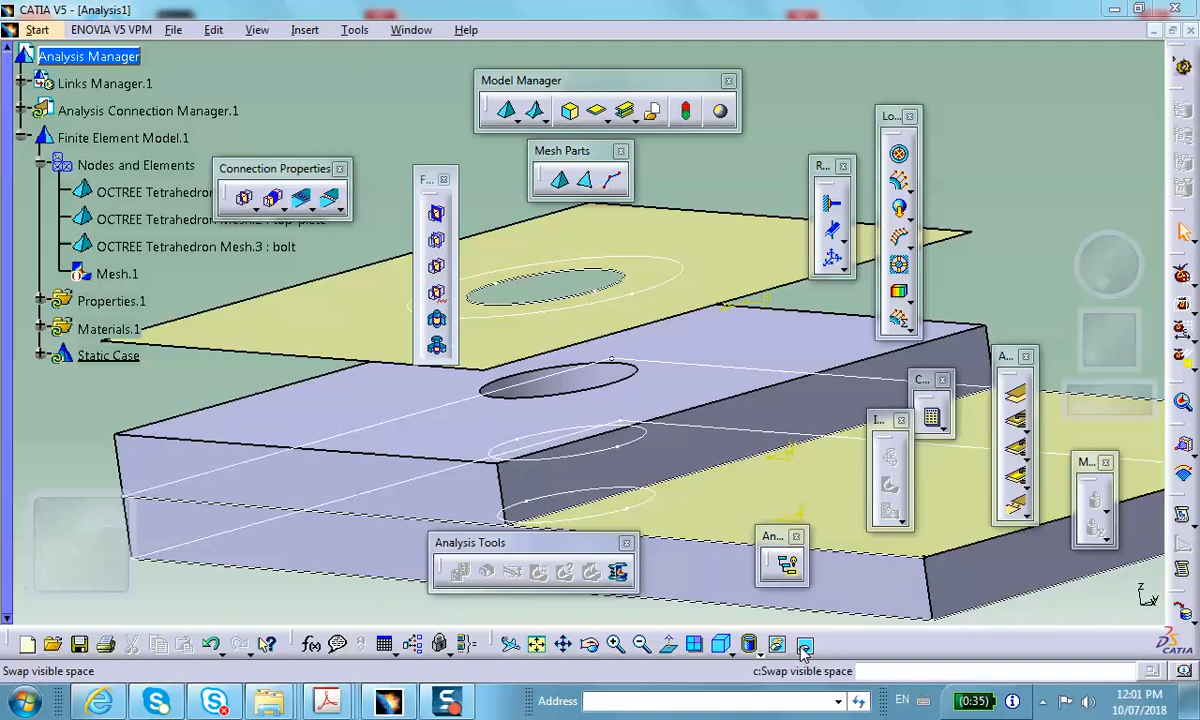 CATIA V5 - [Analysis1]
Start ENOVIA V5 VPM File Edit View Insert Tools Window Help
Analysis Manager
Links Manager.1
Analysis Connection Manager.1
Finite Element Model.1
Nodes and Elements
OCTREE Tetrahedron
OCTREE Tetrahedron
OCTREE Tetrahedron Mesh.3 : bolt
Mesh.1
Properties.1
Materials.1
Static Case
Model Manager
Connection Properties
Mesh Parts
F...
R...
Lo...
C...
I...
A...
M...
Analysis Tools
An...
f(x)
z
CATIA
Swap visible space
c:Swap visible space
Address
EN
(0:35)
12:01 PM
10/07/2018